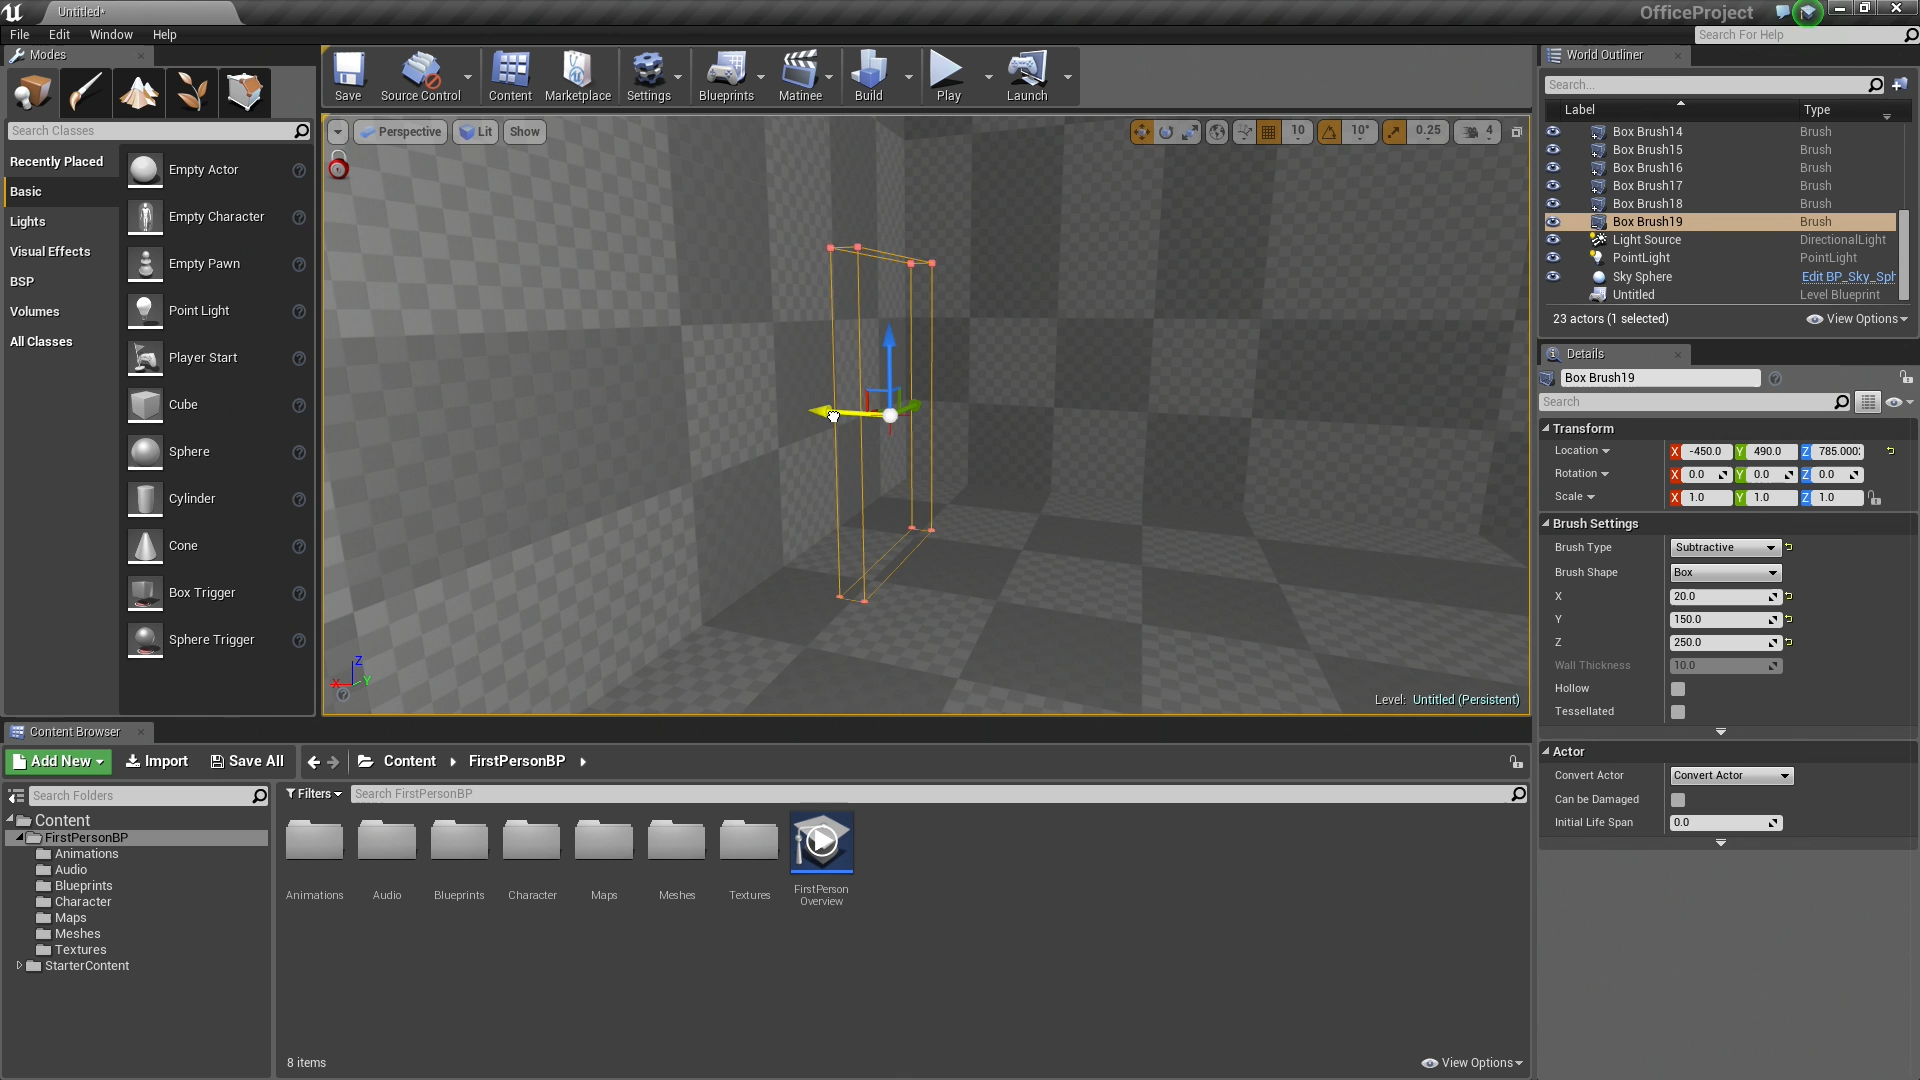 Untitled*
OfficeProject
File Edit Window Help
Search For Help
Modes
Search Classes
Recently Placed
Basic
Lights
Visual Effects
BSP
Volumes
All Classes
Empty Actor
Empty Character
Empty Pawn
Point Light
Player Start
Cube
Sphere
Cylinder
Cone
Box Trigger
Sphere Trigger
Save Source Control Content Marketplace Settings Blueprints Matinee Build Play Launch
Perspective Lit Show
10 10° 0.25 4
Z
X Y
Level: Untitled (Persistent)
World Outliner
Search...
Label Type
Box Brush14 Brush
Box Brush15 Brush
Box Brush16 Brush
Box Brush17 Brush
Box Brush18 Brush
Box Brush19 Brush
Light Source DirectionalLight
PointLight PointLight
Sky Sphere Edit BP_Sky_Sph
Untitled Level Blueprint
23 actors (1 selected) View Options
Details
Box Brush19
Search
Transform
Location X -450.0 Y 490.0 Z 785.000
Rotation X 0.0 Y 0.0 Z 0.0
Scale X 1.0 Y 1.0 Z 1.0
Brush Settings
Brush Type Subtractive
Brush Shape Box
X 20.0
Y 150.0
Z 250.0
Wall Thickness 10.0
Hollow
Tessellated
Actor
Convert Actor Convert Actor
Can be Damaged
Initial Life Span 0.0
Content Browser
Add New Import Save All Content FirstPersonBP
Search Folders
Filters Search FirstPersonBP
Content
FirstPersonBP
Animations
Audio
Blueprints
Character
Maps
Meshes
Textures
StarterContent
Animations Audio Blueprints Character Maps Meshes Textures FirstPerson
Overview
8 items View Options